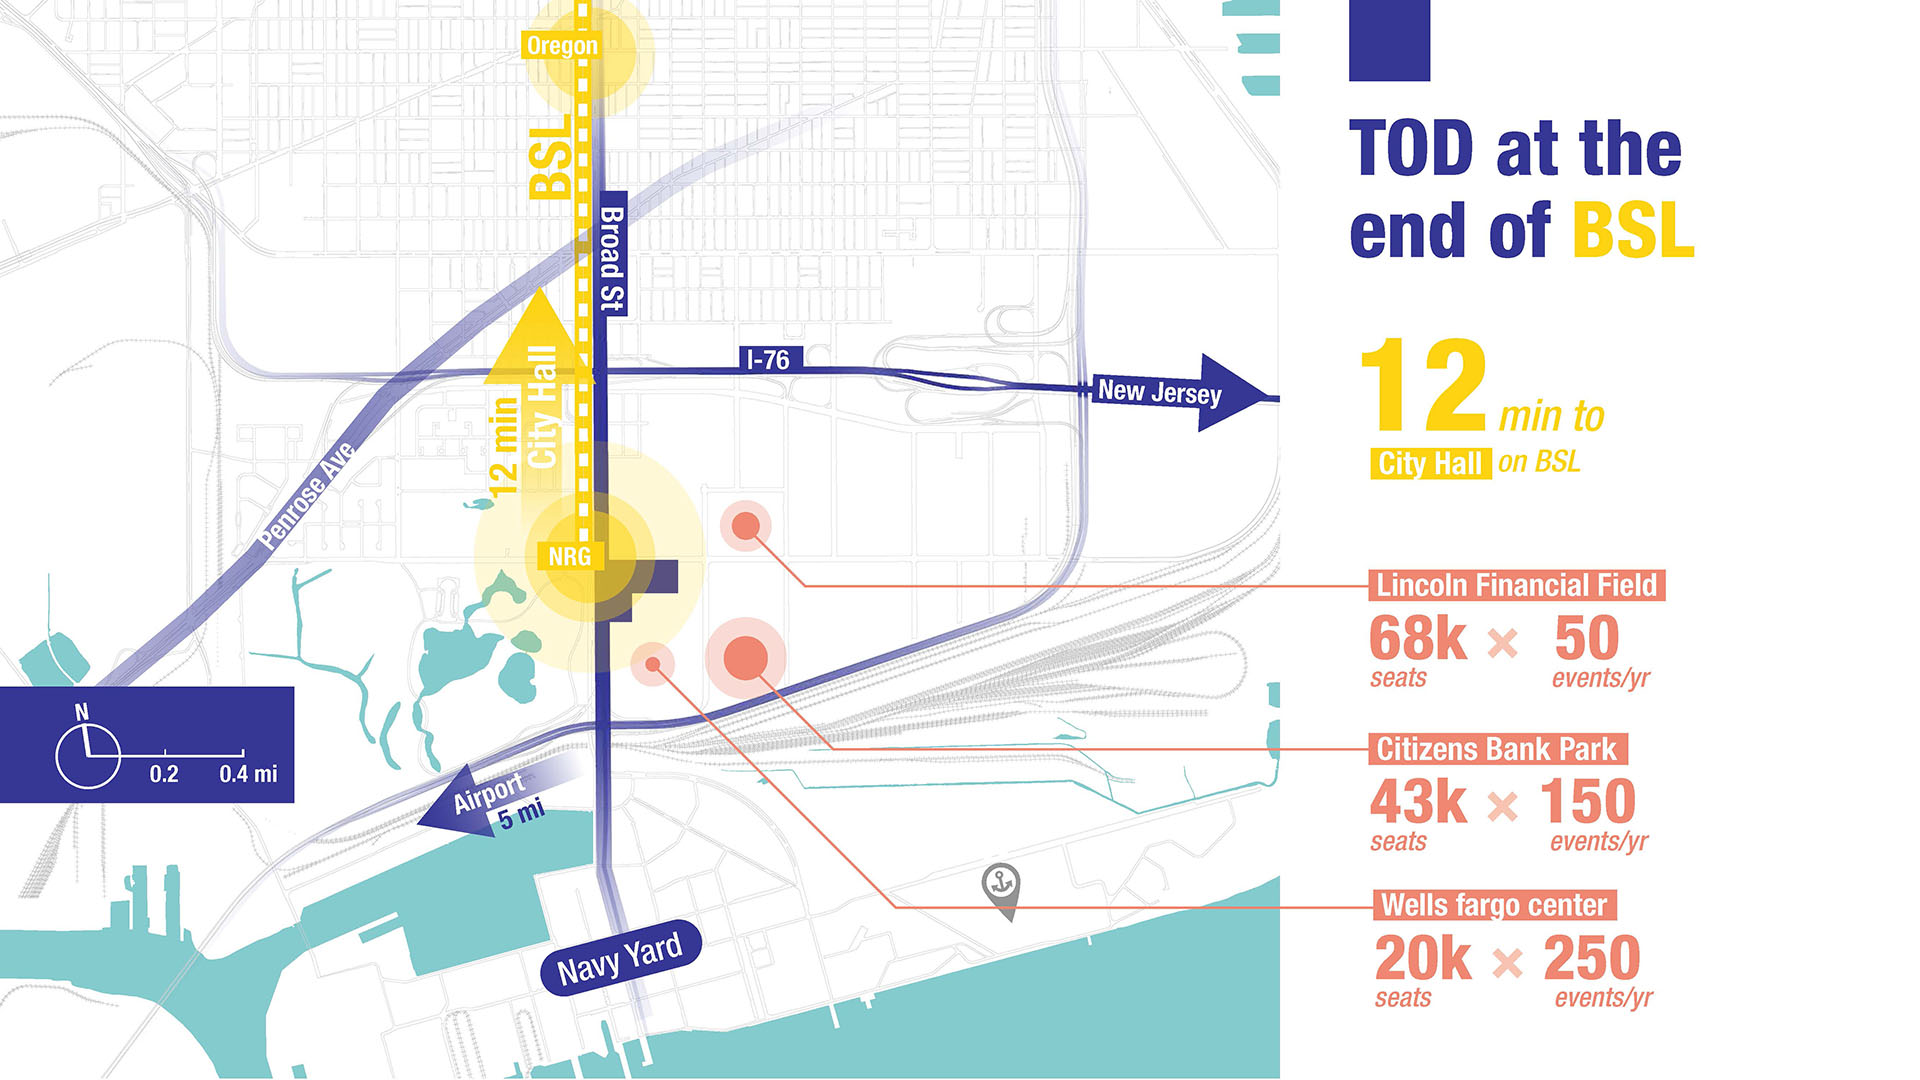 Oregon
BSL
Broad St
I-76
New Jersey
12 min
City Hall
Penrose Ave
NRG
N
0.2
0.4 mi
Airport
5 mi
Navy Yard
TOD at the
end of BSL
12 min to
City Hall on BSL
Lincoln Financial Field
68k × 50
seats events/yr
Citizens Bank Park
43k × 150
seats events/yr
Wells fargo center
20k × 250
seats events/yr